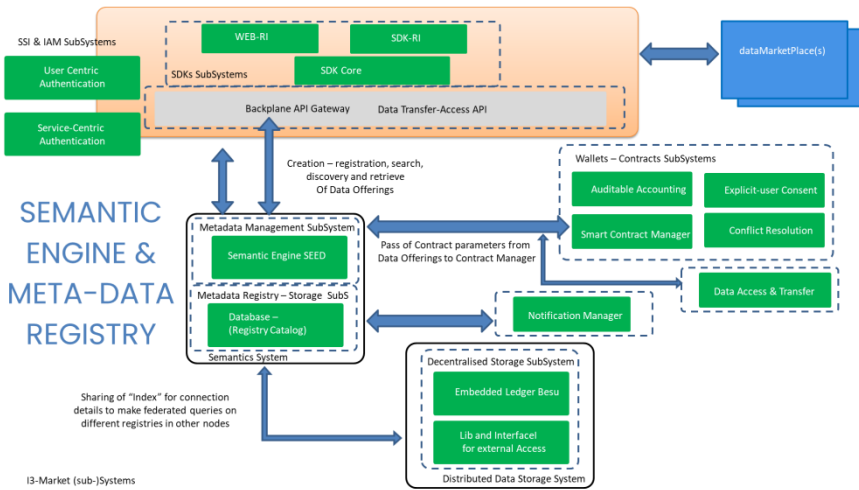 SSI & IAM SubSystems
WEB-RI
SDK-RI
dataMarketPlace(s)
User Centric
Authentication
SDKs SubSystems
SDK Core
Backplane API Gateway
Data Transfer-Access API
Service-Centric
Authentication
Creation – registration, search,
discovery and retrieve
Of Data Offerings
Wallets – Contracts SubSystems
Auditable Accounting
Explicit-user Consent
Smart Contract Manager
Conflict Resolution
SEMANTIC
ENGINE &
META-DATA
REGISTRY
Metadata Management SubSystem
Semantic Engine SEED
Pass of Contract parameters from
Data Offerings to Contract Manager
Data Access & Transfer
Metadata Registry – Storage SubS
Database –
(Registry Catalog)
Semantics System
Notification Manager
Decentralised Storage SubSystem
Embedded Ledger Besu
Lib and Interfacel
for external Access
Distributed Data Storage System
Sharing of “Index” for connection
details to make federated queries on
different registries in other nodes
I3-Market (sub-)Systems